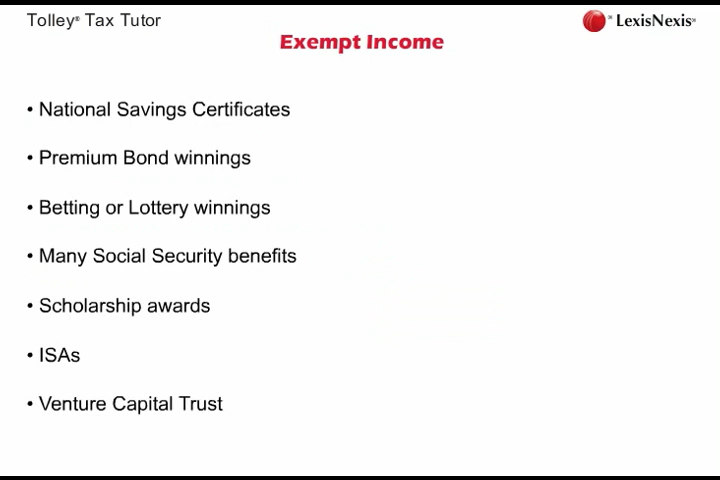 Tolley® Tax Tutor
LexisNexis®
Exempt Income
• National Savings Certificates
• Premium Bond winnings
• Betting or Lottery winnings
• Many Social Security benefits
• Scholarship awards
• ISAs
• Venture Capital Trust